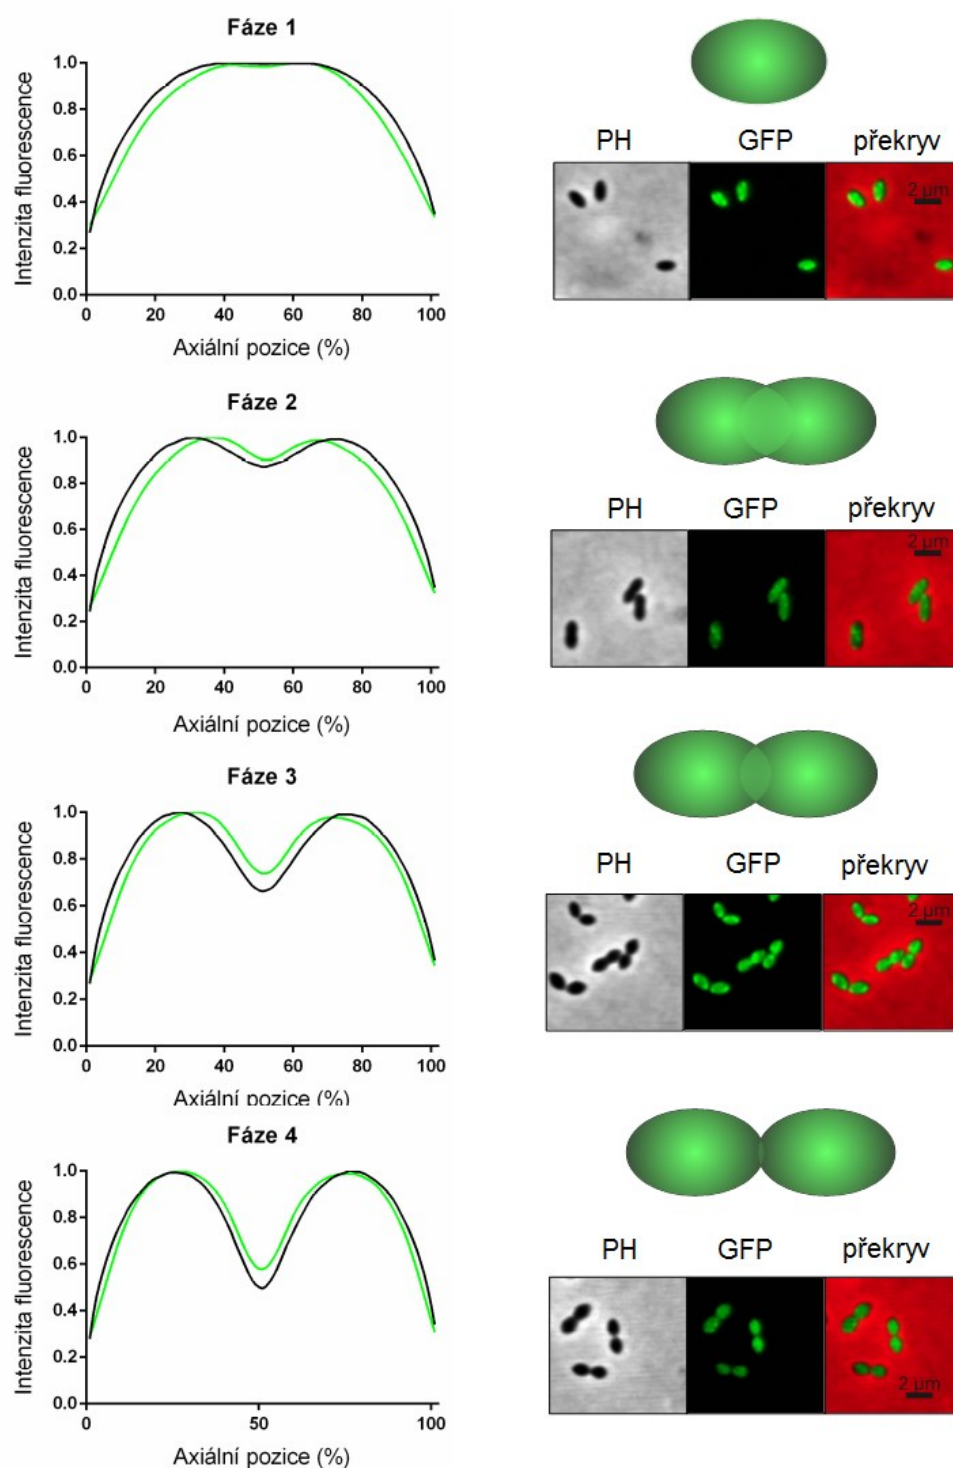 Fáze 1
Intenzita fluorescence
1.0
0.8
0.6
0.4
0.2
0.0
0 20 40 60 80 100
Axiální pozice (%)
PH GFP překryv
2 µm
Fáze 2
Intenzita fluorescence
1.0
0.8
0.6
0.4
0.2
0.0
0 20 40 60 80 100
Axiální pozice (%)
PH GFP překryv
2 µm
Fáze 3
Intenzita fluorescence
1.0
0.8
0.6
0.4
0.2
0.0
0 20 40 60 80 100
Axiální pozice (%)
PH GFP překryv
2 µm
Fáze 4
Intenzita fluorescence
1.0
0.8
0.6
0.4
0.2
0.0
0 50 100
Axiální pozice (%)
PH GFP překryv
2 µm